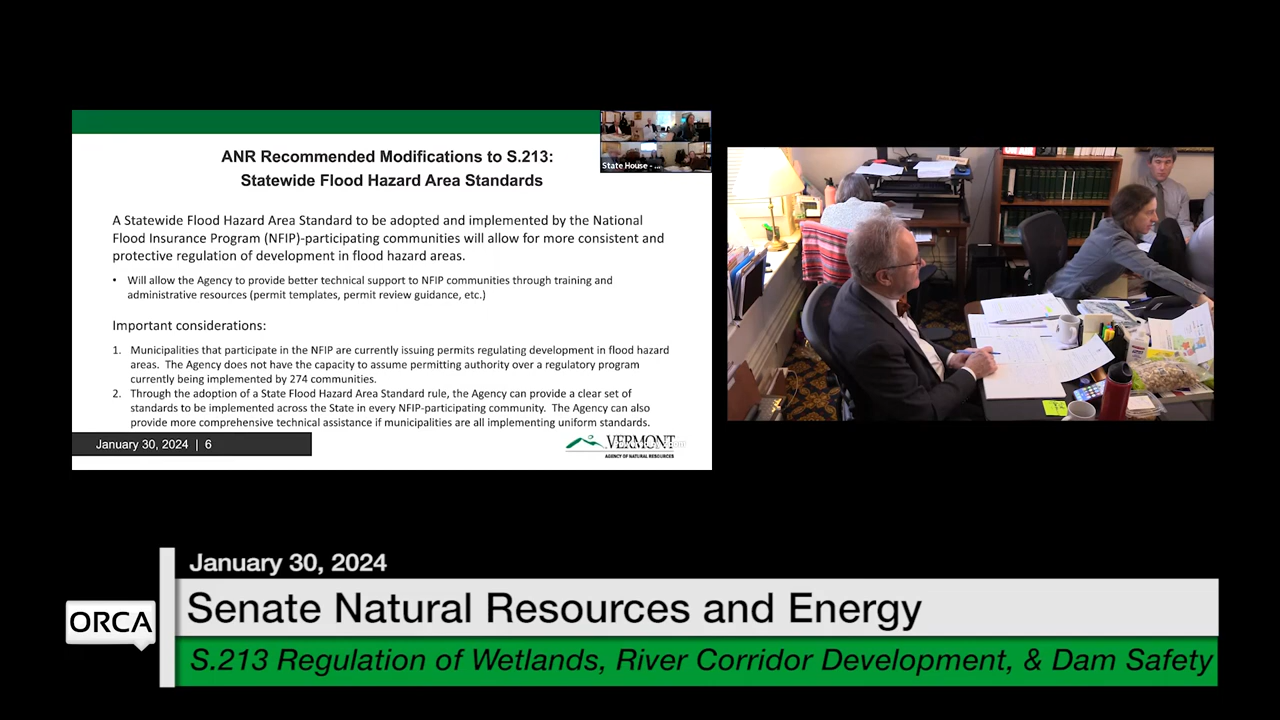 ANR Recommended Modifications to S.213:
Statewide Flood Hazard Area Standards
State House - ...
A Statewide Flood Hazard Area Standard to be adopted and implemented by the National
Flood Insurance Program (NFIP)-participating communities will allow for more consistent and
protective regulation of development in flood hazard areas.
• Will allow the Agency to provide better technical support to NFIP communities through training and
administrative resources (permit templates, permit review guidance, etc.)
Important considerations:
1. Municipalities that participate in the NFIP are currently issuing permits regulating development in flood hazard
areas. The Agency does not have the capacity to assume permitting authority over a regulatory program
currently being implemented by 274 communities.
2. Through the adoption of a State Flood Hazard Area Standard rule, the Agency can provide a clear set of
standards to be implemented across the State in every NFIP-participating community. The Agency can also
provide more comprehensive technical assistance if municipalities are all implementing uniform standards.
January 30, 2024 | 6
VERMONT
AGENCY OF NATURAL RESOURCES
January 30, 2024
ORCA
Senate Natural Resources and Energy
S.213 Regulation of Wetlands, River Corridor Development, & Dam Safety